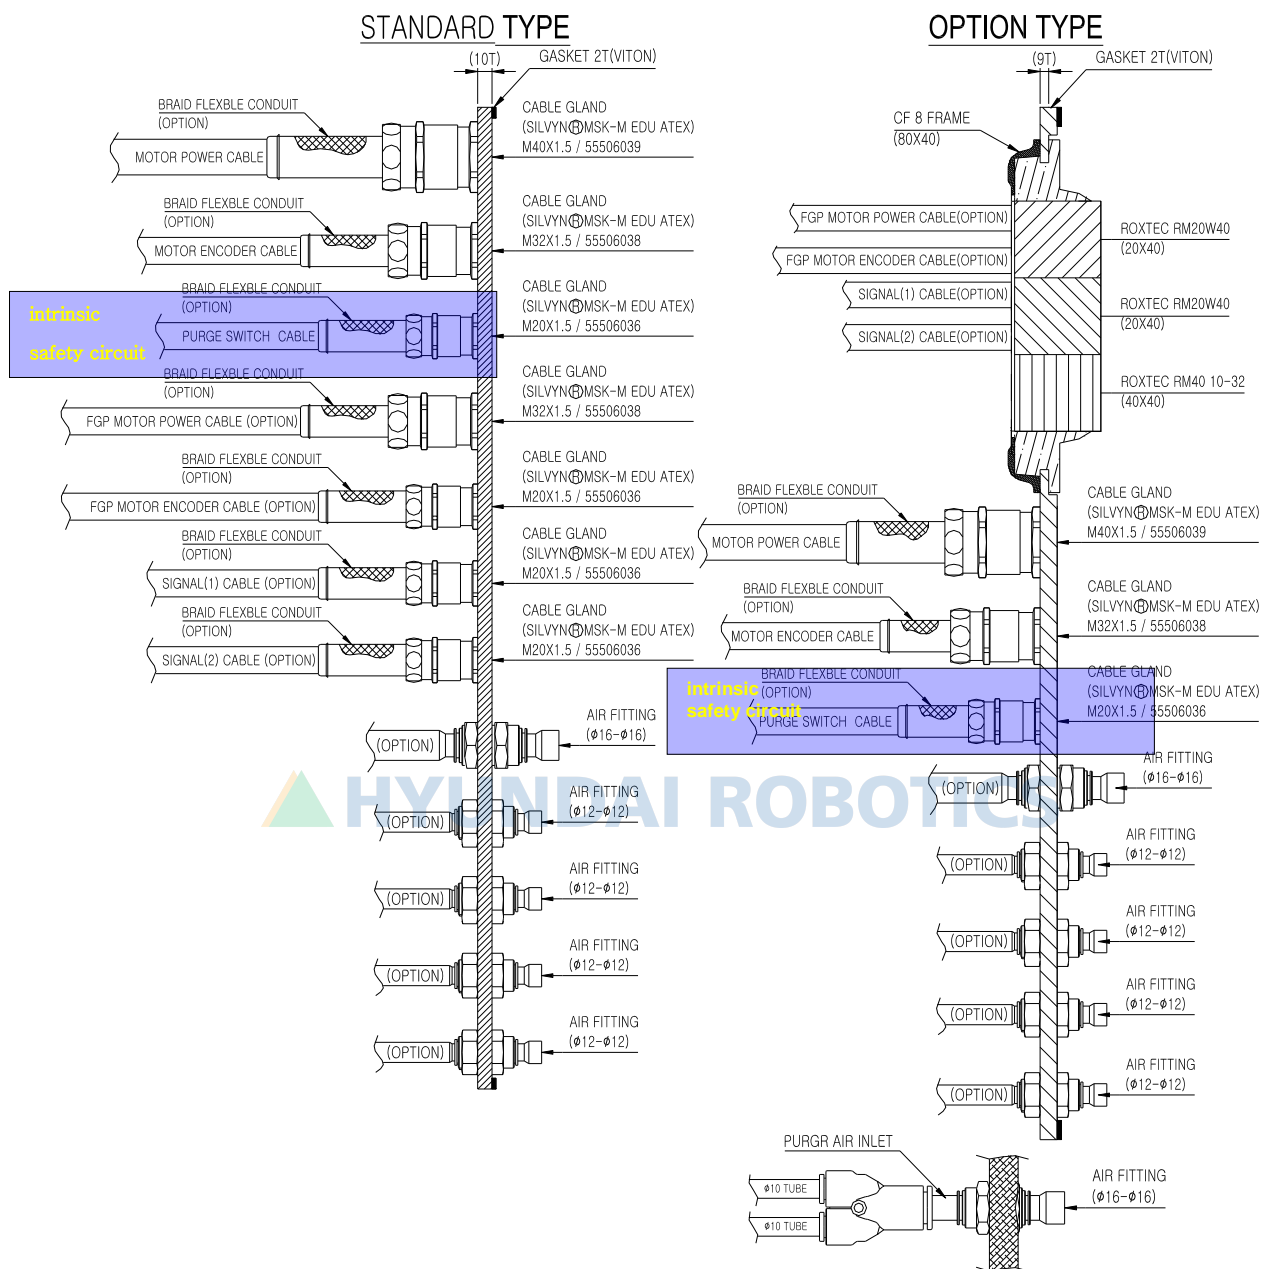 STANDARD TYPE
(10T)
GASKET 2T(VITON)
BRAID FLEXBLE CONDUIT
(OPTION)
MOTOR POWER CABLE
CABLE GLAND
(SILVYN®MSK-M EDU ATEX)
M40X1.5 / 55506039
BRAID FLEXBLE CONDUIT
(OPTION)
MOTOR ENCODER CABLE
CABLE GLAND
(SILVYN®MSK-M EDU ATEX)
M32X1.5 / 55506038
intrinsic
safety circuit
BRAID FLEXBLE CONDUIT
(OPTION)
PURGE SWITCH CABLE
CABLE GLAND
(SILVYN®MSK-M EDU ATEX)
M20X1.5 / 55506036
BRAID FLEXBLE CONDUIT
(OPTION)
FGP MOTOR POWER CABLE (OPTION)
CABLE GLAND
(SILVYN®MSK-M EDU ATEX)
M32X1.5 / 55506038
BRAID FLEXBLE CONDUIT
(OPTION)
FGP MOTOR ENCODER CABLE (OPTION)
CABLE GLAND
(SILVYN®MSK-M EDU ATEX)
M20X1.5 / 55506036
BRAID FLEXBLE CONDUIT
(OPTION)
SIGNAL(1) CABLE (OPTION)
CABLE GLAND
(SILVYN®MSK-M EDU ATEX)
M20X1.5 / 55506036
BRAID FLEXBLE CONDUIT
(OPTION)
SIGNAL(2) CABLE (OPTION)
CABLE GLAND
(SILVYN®MSK-M EDU ATEX)
M20X1.5 / 55506036
(OPTION)
AIR FITTING
(ø16-ø16)
(OPTION)
AIR FITTING
(ø12-ø12)
(OPTION)
AIR FITTING
(ø12-ø12)
(OPTION)
AIR FITTING
(ø12-ø12)
(OPTION)
AIR FITTING
(ø12-ø12)
HYUNDAI ROBOTICS
OPTION TYPE
(9T)
GASKET 2T(VITON)
CF 8 FRAME
(80X40)
FGP MOTOR POWER CABLE(OPTION)
FGP MOTOR ENCODER CABLE(OPTION)
SIGNAL(1) CABLE(OPTION)
SIGNAL(2) CABLE(OPTION)
ROXTEC RM20W40
(20X40)
ROXTEC RM20W40
(20X40)
ROXTEC RM40 10-32
(40X40)
BRAID FLEXBLE CONDUIT
(OPTION)
MOTOR POWER CABLE
CABLE GLAND
(SILVYN®MSK-M EDU ATEX)
M40X1.5 / 55506039
BRAID FLEXBLE CONDUIT
(OPTION)
MOTOR ENCODER CABLE
CABLE GLAND
(SILVYN®MSK-M EDU ATEX)
M32X1.5 / 55506038
intrinsic
safety circuit
BRAID FLEXBLE CONDUIT
(OPTION)
PURGE SWITCH CABLE
CABLE GLAND
(SILVYN®MSK-M EDU ATEX)
M20X1.5 / 55506036
(OPTION)
AIR FITTING
(ø16-ø16)
(OPTION)
AIR FITTING
(ø12-ø12)
(OPTION)
AIR FITTING
(ø12-ø12)
(OPTION)
AIR FITTING
(ø12-ø12)
(OPTION)
AIR FITTING
(ø12-ø12)
PURGR AIR INLET
ø10 TUBE
ø10 TUBE
AIR FITTING
(ø16-ø16)